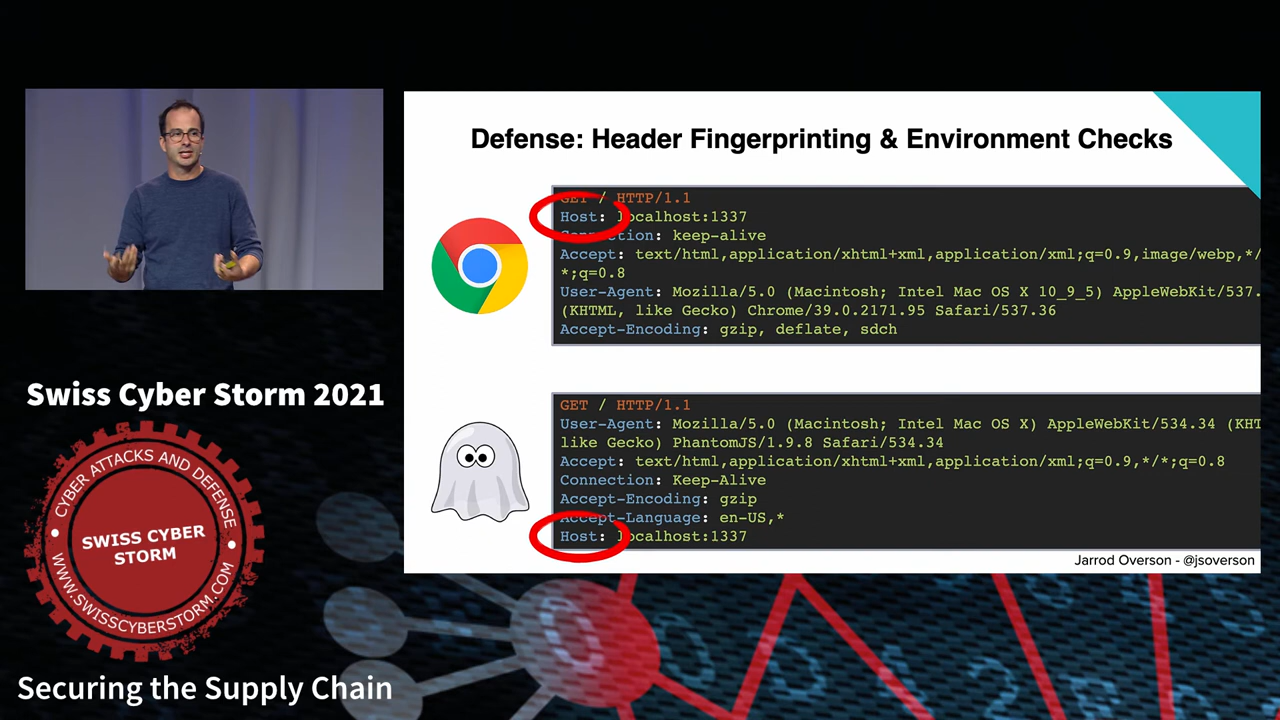 Defense: Header Fingerprinting & Environment Checks
GET / HTTP/1.1
Host: localhost:1337
Connection: keep-alive
Accept: text/html,application/xhtml+xml,application/xml;q=0.9,image/webp,*/
*;q=0.8
User-Agent: Mozilla/5.0 (Macintosh; Intel Mac OS X 10_9_5) AppleWebKit/537.
(KHTML, like Gecko) Chrome/39.0.2171.95 Safari/537.36
Accept-Encoding: gzip, deflate, sdch
GET / HTTP/1.1
User-Agent: Mozilla/5.0 (Macintosh; Intel Mac OS X) AppleWebKit/534.34 (KHT
like Gecko) PhantomJS/1.9.8 Safari/534.34
Accept: text/html,application/xhtml+xml,application/xml;q=0.9,*/*;q=0.8
Connection: Keep-Alive
Accept-Encoding: gzip
Accept-Language: en-US,*
Host: localhost:1337
Jarrod Overson - @jsoverson
Swiss Cyber Storm 2021
CYBER ATTACKS AND DEFENSE
SWISS CYBER
STORM
WWW.SWISSCYBERSTORM.COM
Securing the Supply Chain